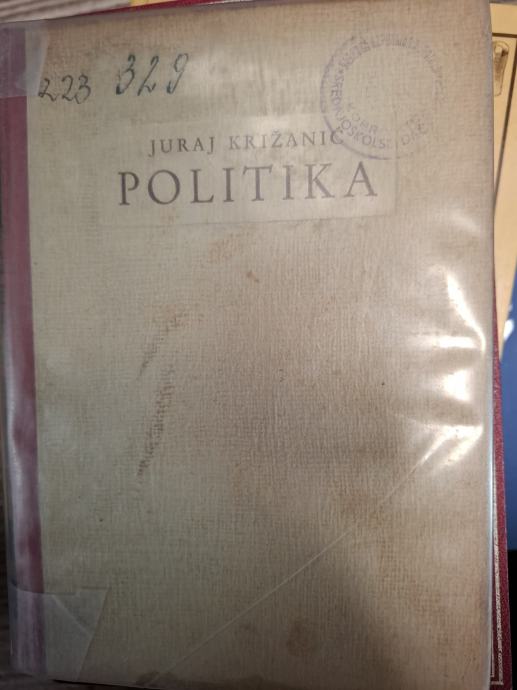 223 329
JURAJ KRIŽANIĆ
POLITIKA